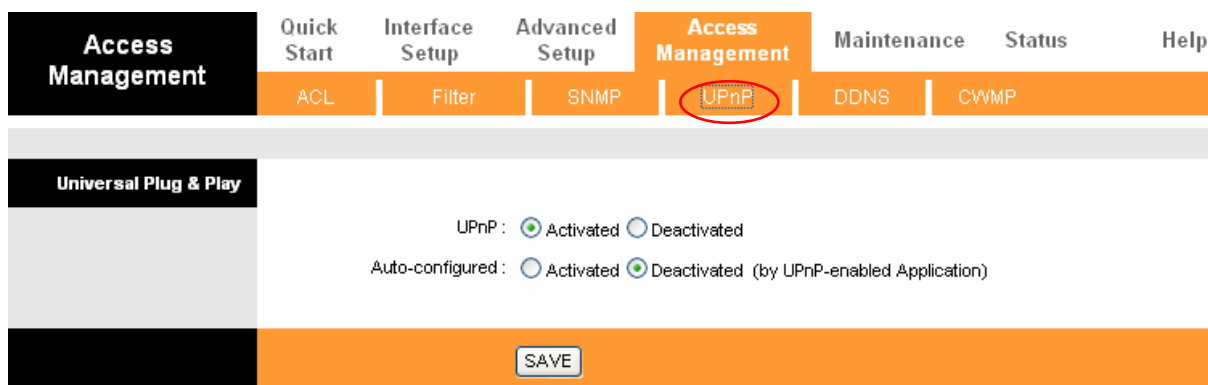 Access Management
Quick Start
Interface Setup
Advanced Setup
Access Management
Maintenance
Status
Help
ACL
Filter
SNMP
UPnP
DDNS
CWMP
Universal Plug & Play
UPnP : Activated Deactivated
Auto-configured : Activated Deactivated (by UPnP-enabled Application)
SAVE